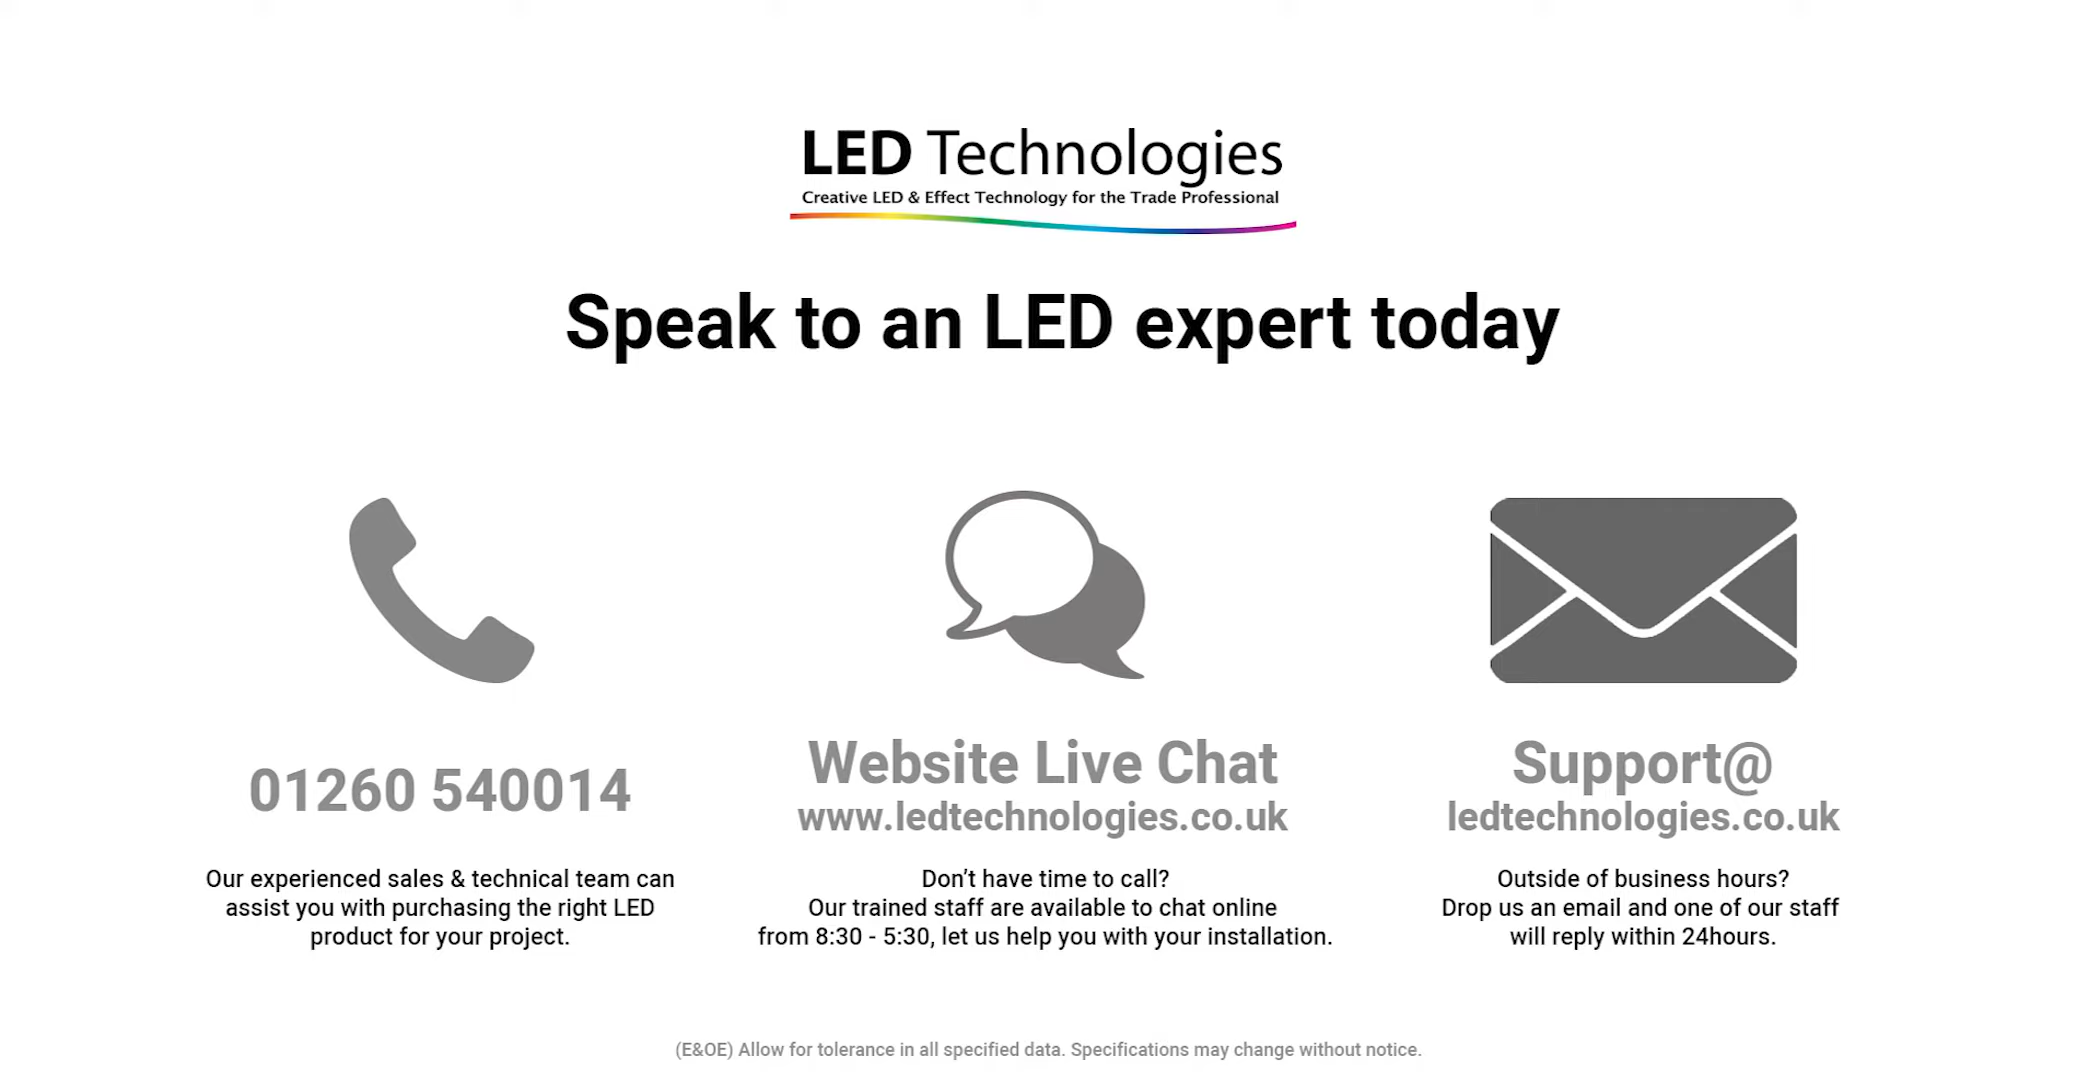 LED Technologies
Creative LED & Effect Technology for the Trade Professional
Speak to an LED expert today
01260 540014
Our experienced sales & technical team can
assist you with purchasing the right LED
product for your project.
Website Live Chat
www.ledtechnologies.co.uk
Don’t have time to call?
Our trained staff are available to chat online
from 8:30 - 5:30, let us help you with your installation.
Support@
ledtechnologies.co.uk
Outside of business hours?
Drop us an email and one of our staff
will reply within 24hours.
(E&OE) Allow for tolerance in all specified data. Specifications may change without notice.